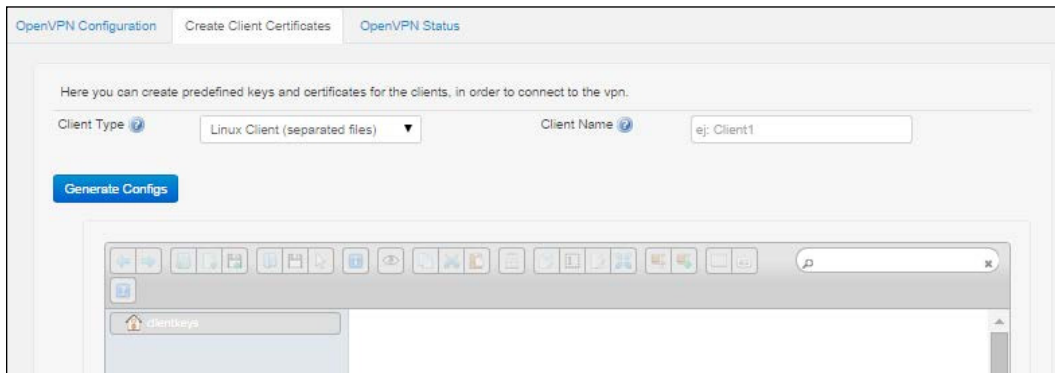 OpenVPN Configuration Create Client Certificates OpenVPN Status
Here you can create predefined keys and certificates for the clients, in order to connect to the vpn.
Client Type Linux Client (separated files) Client Name ej: Client1
Generate Configs
clientkeys